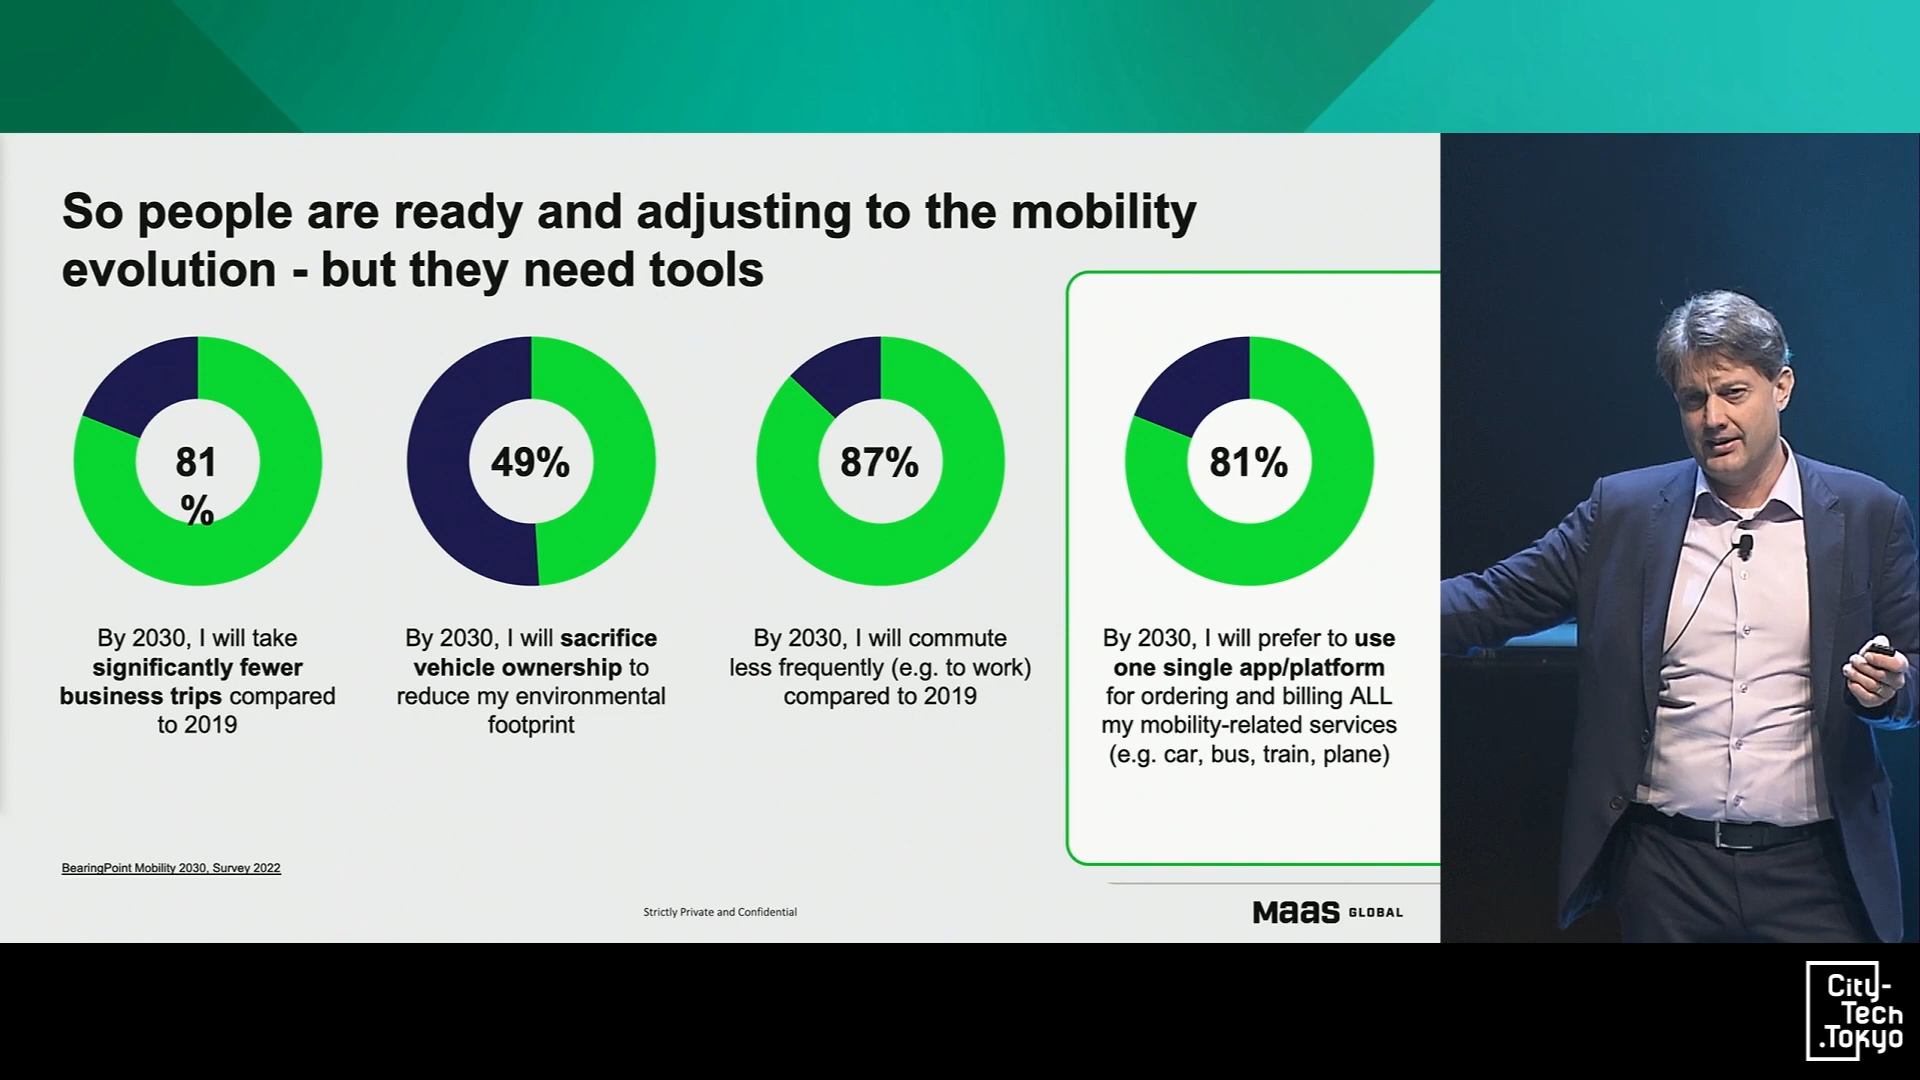 So people are ready and adjusting to the mobility
evolution - but they need tools
81
%
By 2030, I will take
significantly fewer
business trips compared
to 2019
49%
By 2030, I will sacrifice
vehicle ownership to
reduce my environmental
footprint
87%
By 2030, I will commute
less frequently (e.g. to work)
compared to 2019
81%
By 2030, I will prefer to use
one single app/platform
for ordering and billing ALL
my mobility-related services
(e.g. car, bus, train, plane)
BearingPoint Mobility 2030, Survey 2022
Strictly Private and Confidential
MaaS GLOBAL
City-
Tech
.Tokyo